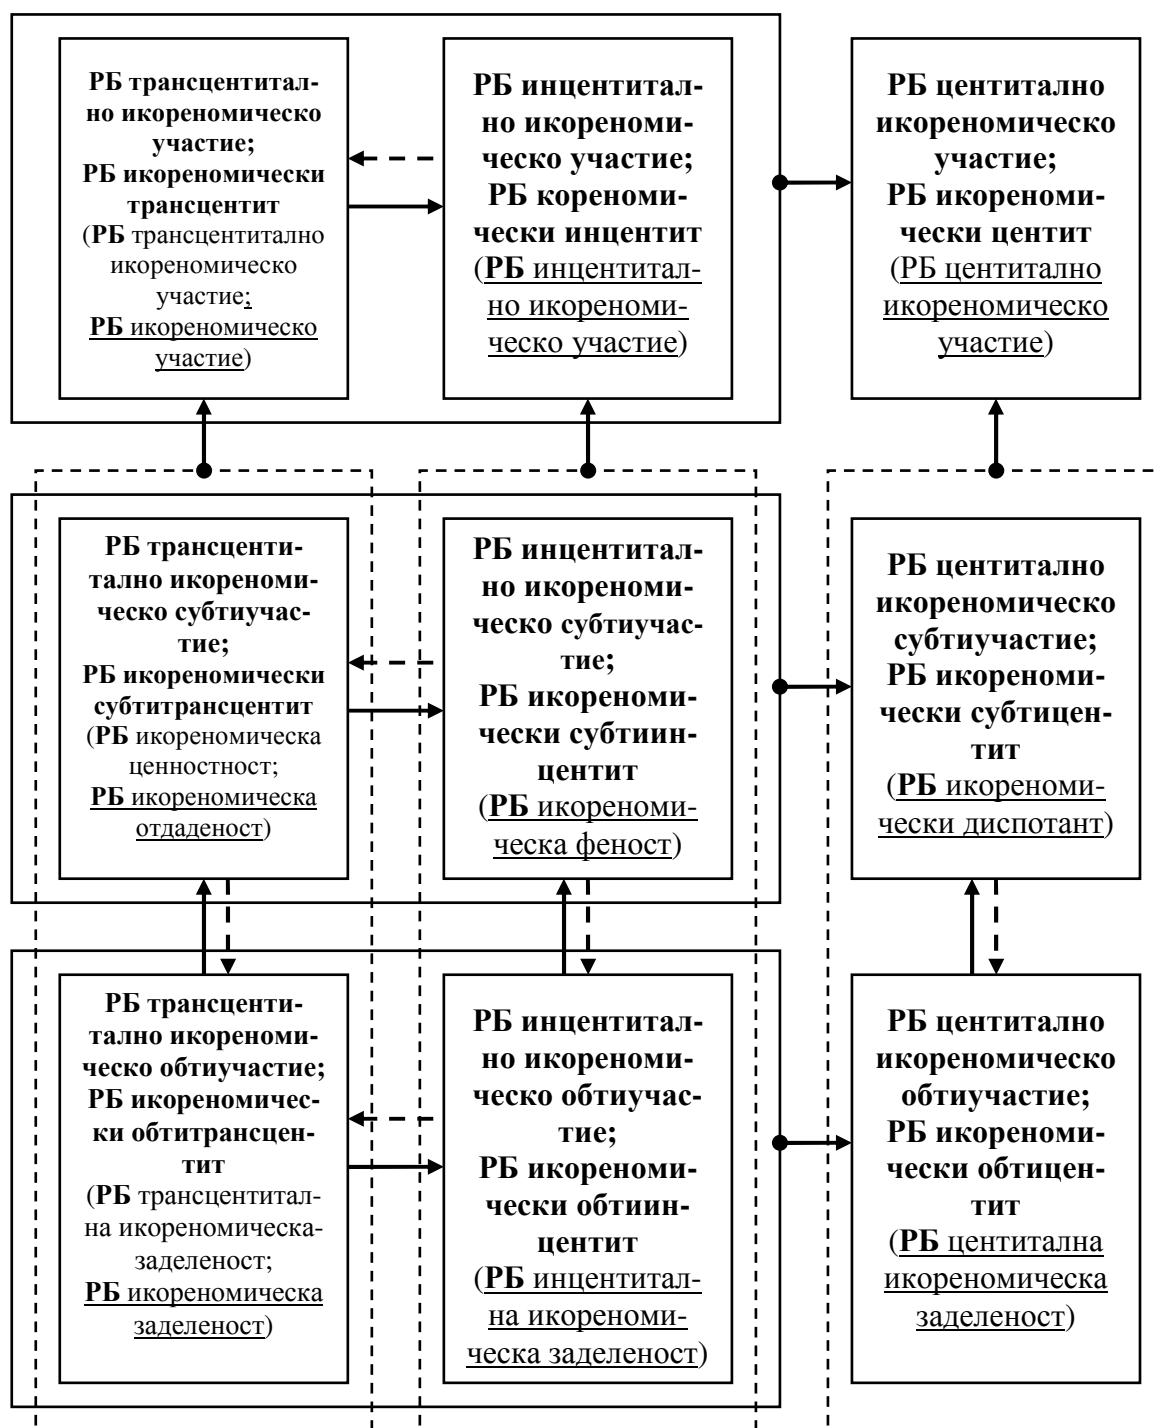 РБ трансцентитал-
но икореномическо
участие;
РБ икореномически
трансцентит
(РБ трансцентитално
икореномическо
участие;
РБ икореномическо
участие)
РБ инцентитал-
но икореноми-
ческо участие;
РБ кореноми-
чески инцентит
(РБ инцентитал-
но икореноми-
ческо участие)
РБ центитално
икореномическо
участие;
РБ икореноми-
чески центит
(РБ центитално
икореномическо
участие)
РБ трансценти-
тално икореноми-
ческо субтиучас-
тие;
РБ икореномически
субтитрансцентит
(РБ икореномическа
ценностност;
РБ икореномическа
отдаденост)
РБ инцентитал-
но икореноми-
ческо субтиучас-
тие;
РБ икореноми-
чески субтиин-
центит
(РБ икореноми-
ческа феност)
РБ центитално
икореномическо
субтиучастие;
РБ икореноми-
чески субтицен-
тит
(РБ икореноми-
чески диспотант)
РБ трансценти-
тално икореноми-
ческо обтиучастие;
РБ икореномичес-
ки обтитрансцен-
тит
(РБ трансцентитал-
на икореномическа-
заделеност;
РБ икореномическа
заделеност)
РБ инцентитал-
но икореноми-
ческо обтиучас-
тие;
РБ икореноми-
чески обтиин-
центит
(РБ инцентитал-
на икореноми-
ческа заделеност)
РБ центитално
икореномическо
обтиучастие;
РБ икореноми-
чески обтицен-
тит
(РБ центитална
икореномическа
заделеност)